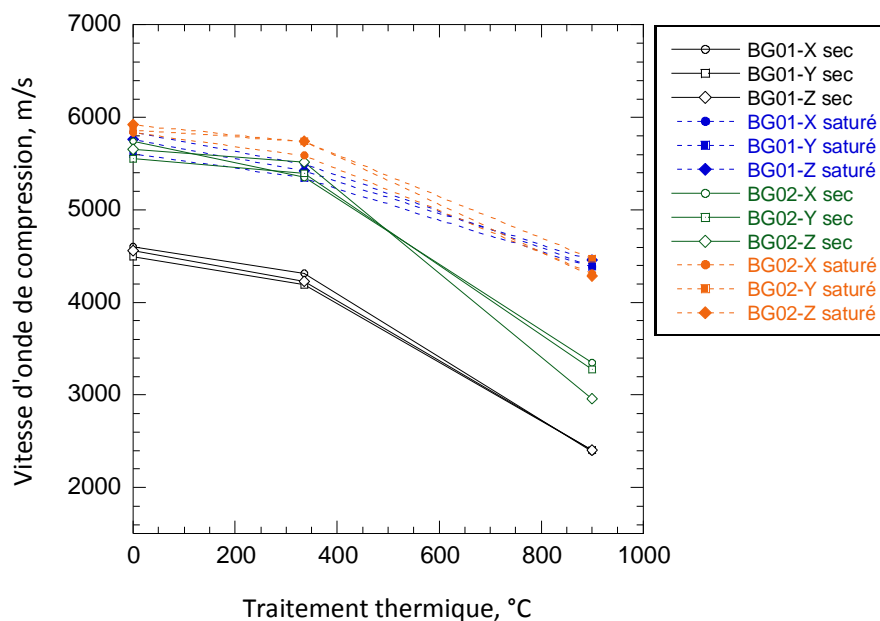 7000
6000
5000
4000
3000
2000
Vitesse d'onde de compression, m/s
0
200
400
600
800
1000
Traitement thermique, °C
BG01-X sec
BG01-Y sec
BG01-Z sec
BG01-X saturé
BG01-Y saturé
BG01-Z saturé
BG02-X sec
BG02-Y sec
BG02-Z sec
BG02-X saturé
BG02-Y saturé
BG02-Z saturé